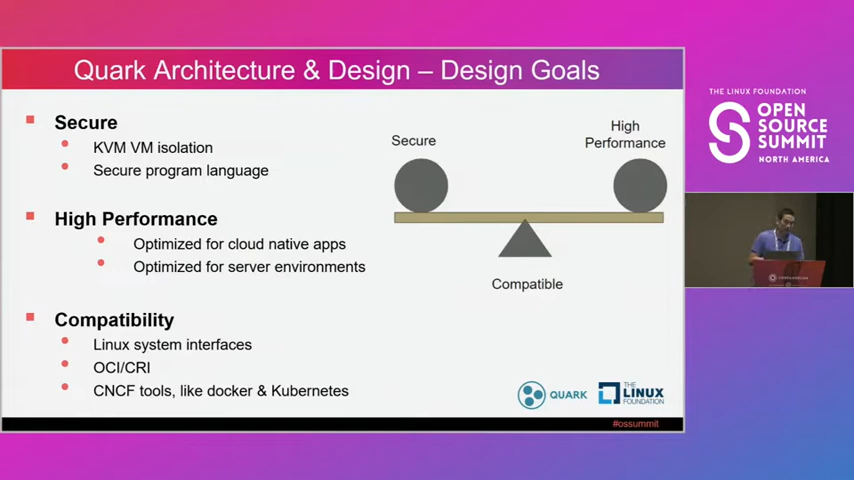 Quark Architecture & Design – Design Goals
Secure
KVM VM isolation
Secure program language
High Performance
Optimized for cloud native apps
Optimized for server environments
Compatibility
Linux system interfaces
OCI/CRI
CNCF tools, like docker & Kubernetes
Secure
High
Performance
Compatible
QUARK
THE
LINUX
FOUNDATION
#ossummit
THE LINUX FOUNDATION
OPEN
SOURCE
SUMMIT
NORTH AMERICA